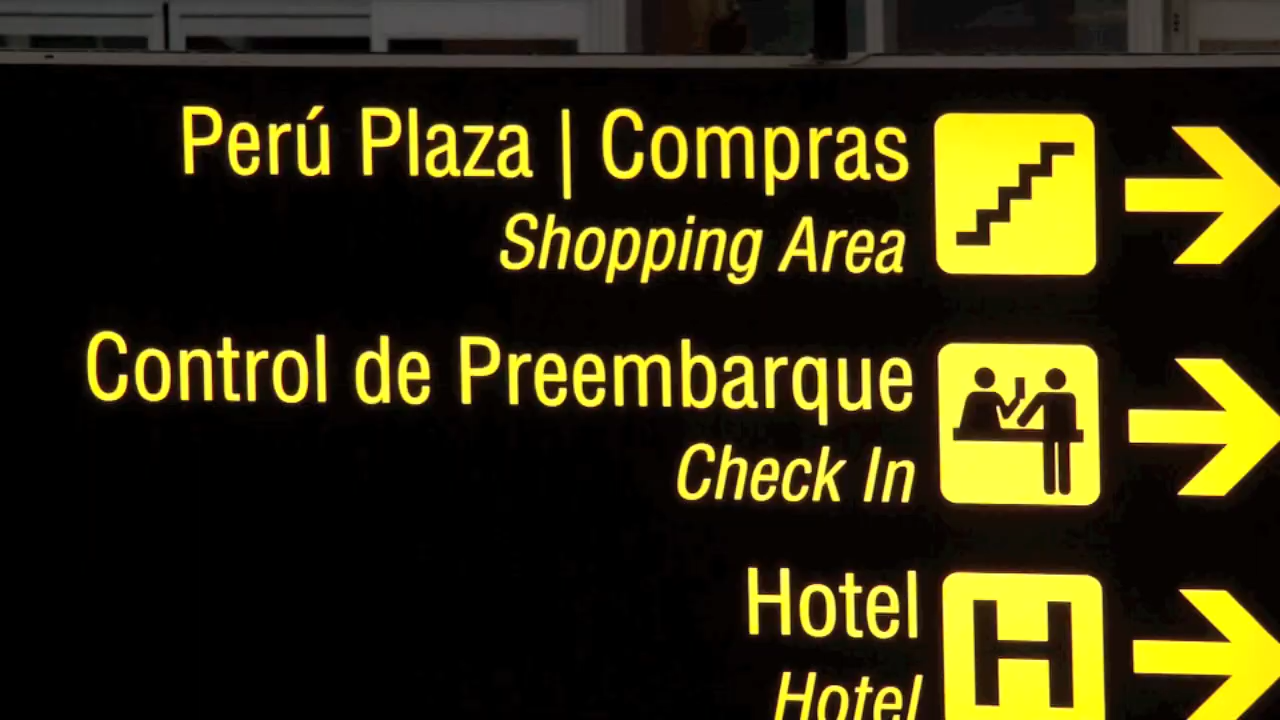 Perú Plaza | Compras
Shopping Area
Control de Preembarque
Check In
Hotel
Hotel
H